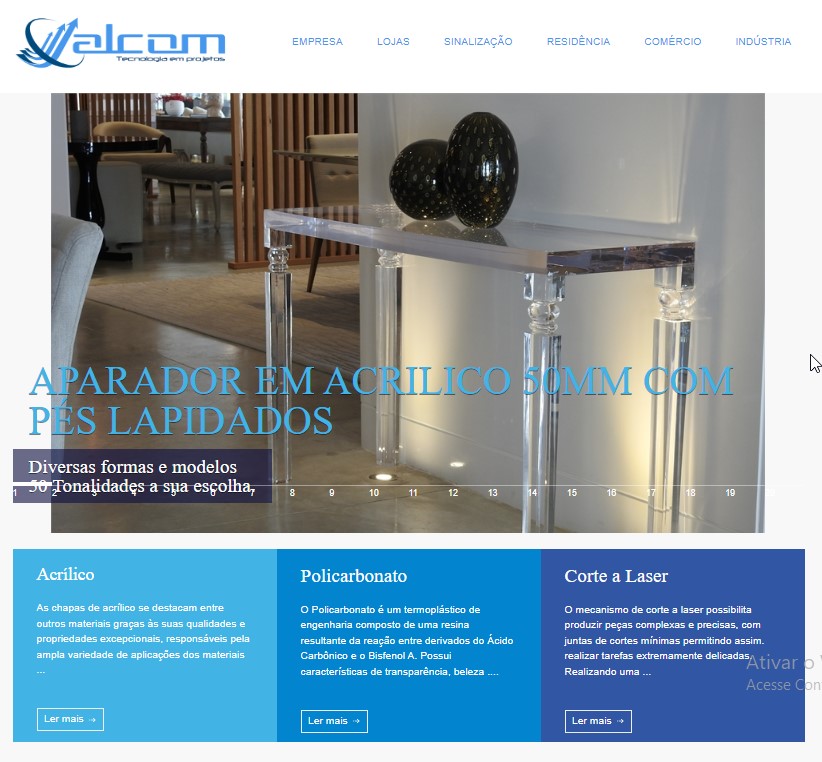 Valcom
Tecnologia em projetos
EMPRESA LOJAS SINALIZAÇÃO RESIDÊNCIA COMÉRCIO INDÚSTRIA
APARADOR EM ACRILICO 50MM COM
PÉS LAPIDADOS
Diversas formas e modelos
50 Tonalidades a sua escolha
1 2 3 4 5 6 7 8 9 10 11 12 13 14 15 16 17 18 19
Acrílico
As chapas de acrílico se destacam entre
outros materiais graças às suas qualidades e
propriedades excepcionais, responsáveis pela
ampla variedade de aplicações dos materiais
...
Ler mais →
Policarbonato
O Policarbonato é um termoplástico de
engenharia composto de uma resina
resultante da reação entre derivados do Ácido
Carbônico e o Bisfenol A. Possui
características de transparência, beleza ....
Ler mais →
Corte a Laser
O mecanismo de corte a laser possibilita
produzir peças complexas e precisas, com
juntas de cortes mínimas permitindo assim.
realizar tarefas extremamente delicadas.
Realizando uma ...
Ler mais →
Ativar o
Acesse